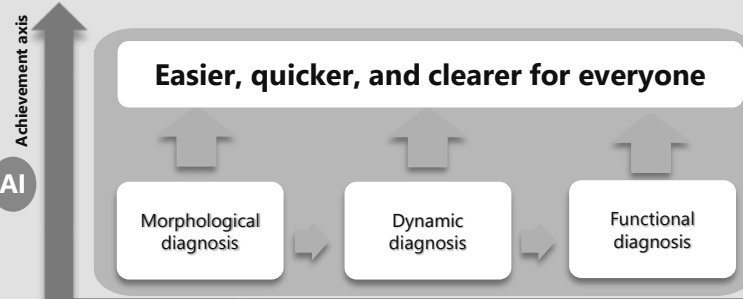 Achievement axis
AI
Easier, quicker, and clearer for everyone
Morphological
diagnosis
Dynamic
diagnosis
Functional
diagnosis